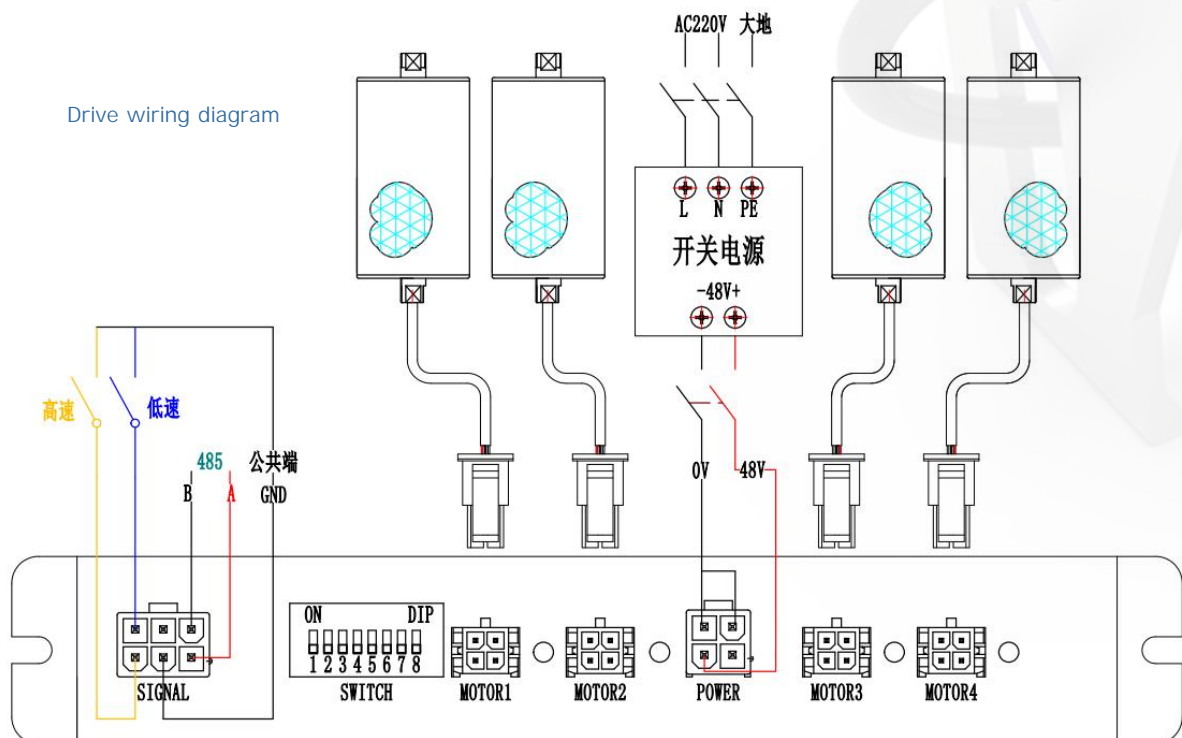 AC220V 大地
Drive wiring diagram
L N PE
开关电源
-48V+
高速
低速
485 公共端
B A GND
0V 48V
ON DIP
1 2 3 4 5 6 7 8
SIGNAL SWITCH MOTOR1 MOTOR2 POWER MOTOR3 MOTOR4